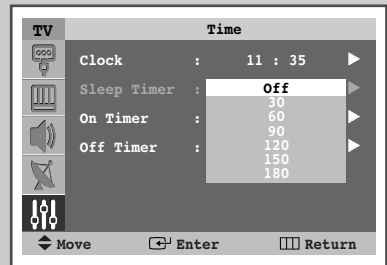 TV Time
Clock : 11 : 35
Sleep Timer : Off
30
60
On Timer :
90
Off Timer : 120
150
180
Move Enter Return